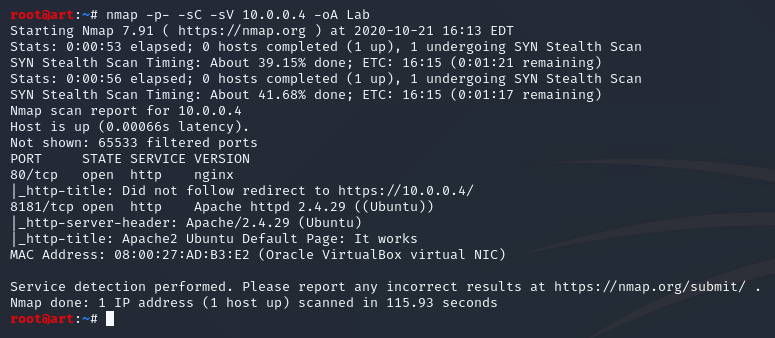 root@art:~# nmap -p- -sC -sV 10.0.0.4 -oA Lab
Starting Nmap 7.91 ( https://nmap.org ) at 2020-10-21 16:13 EDT
Stats: 0:00:53 elapsed; 0 hosts completed (1 up), 1 undergoing SYN Stealth Scan
SYN Stealth Scan Timing: About 39.15% done; ETC: 16:15 (0:01:21 remaining)
Stats: 0:00:56 elapsed; 0 hosts completed (1 up), 1 undergoing SYN Stealth Scan
SYN Stealth Scan Timing: About 41.68% done; ETC: 16:15 (0:01:17 remaining)
Nmap scan report for 10.0.0.4
Host is up (0.00066s latency).
Not shown: 65533 filtered ports
PORT     STATE SERVICE VERSION
80/tcp   open  http    nginx
|_http-title: Did not follow redirect to https://10.0.0.4/
8181/tcp open  http    Apache httpd 2.4.29 ((Ubuntu))
|_http-server-header: Apache/2.4.29 (Ubuntu)
|_http-title: Apache2 Ubuntu Default Page: It works
MAC Address: 08:00:27:AD:B3:E2 (Oracle VirtualBox virtual NIC)
Service detection performed. Please report any incorrect results at https://nmap.org/submit/ .
Nmap done: 1 IP address (1 host up) scanned in 115.93 seconds
root@art:~#